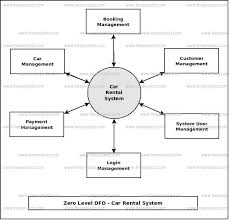 Booking
Management
Car
Management
Customer
Management
Car
Rental
System
Payment
Management
System User
Management
Login
Management
Zero Level DFD - Car Rental System